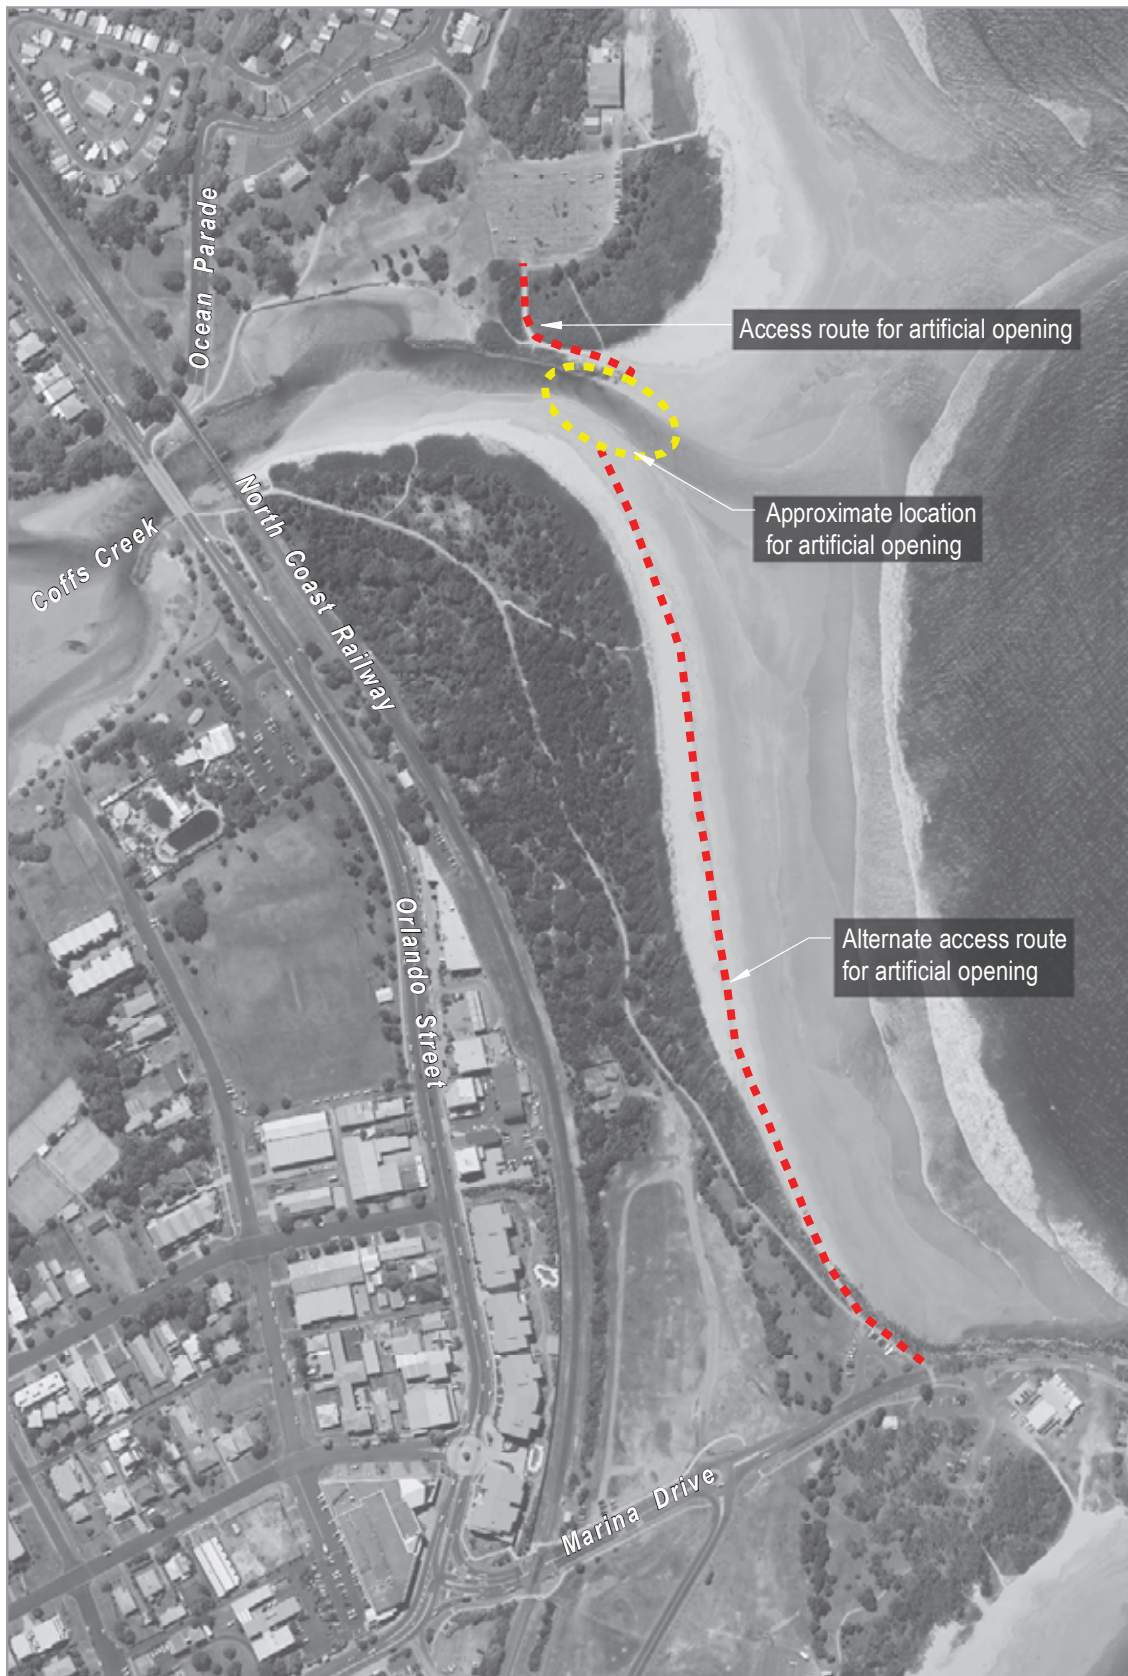 Ocean Parade
Access route for artificial opening
Approximate location
for artificial opening
Coffs Creek
North Coast Railway
Orlando Street
Alternate access route
for artificial opening
Marina Drive